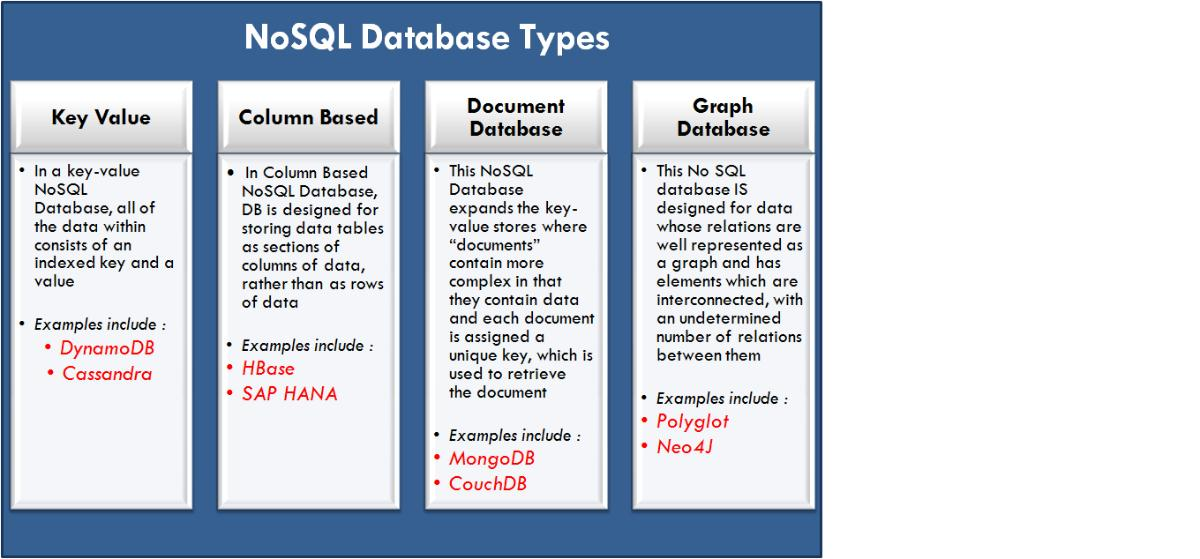 NoSQL Database Types
Key Value
• In a key-value
NoSQL
Database, all of
the data within
consists of an
indexed key and a
value
• Examples include :
• DynamoDB
• Cassandra
Column Based
• In Column Based
NoSQL Database,
DB is designed for
storing data tables
as sections of
columns of data,
rather than as rows
of data
• Examples include :
• HBase
• SAP HANA
Document
Database
• This NoSQL
Database
expands the key-
value stores where
“documents”
contain more
complex in that
they contain data
and each document
is assigned a
unique key, which is
used to retrieve
the document
• Examples include :
• MongoDB
• CouchDB
Graph
Database
• This No SQL
database IS
designed for data
whose relations are
well represented as
a graph and has
elements which are
interconnected, with
an undetermined
number of relations
between them
• Examples include :
• Polyglot
• Neo4J